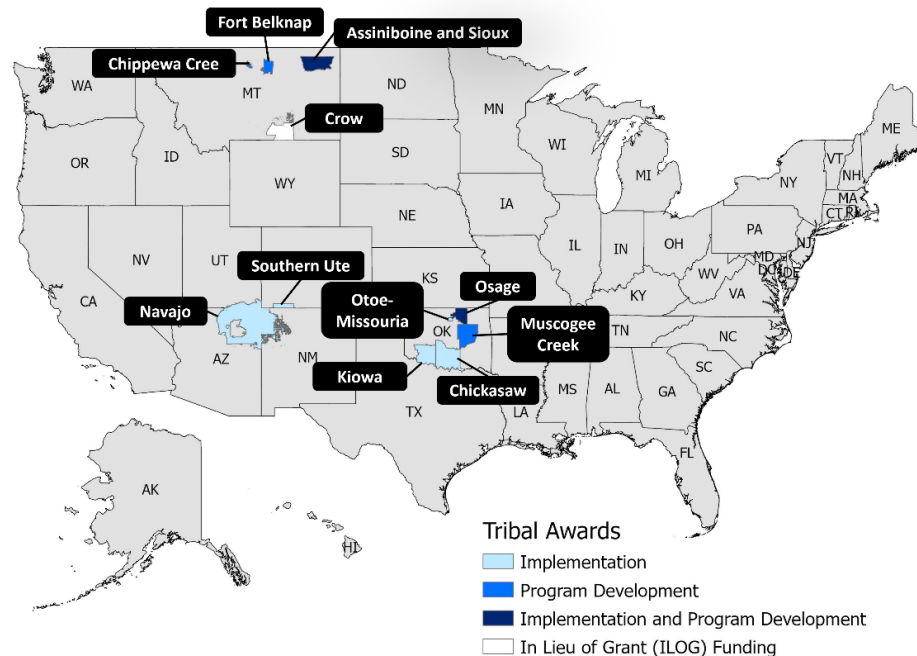 Fort Belknap
Assiniboine and Sioux
Chippewa Cree
WA
MT
ND
MN
ME
Crow
OR
ID
SD
WI
VT
NH
MI
NY
MA
WY
CT
RI
IA
NE
PA
NJ
NV
UT
Southern Ute
IL
IN
OH
MD
DE
DC
KS
Osage
WV
CA
Otoe-
Missouria
KY
VA
Navajo
Muscogee
Creek
OK
TN
NC
AZ
NM
Kiowa
Chickasaw
SC
MS
AL
GA
TX
LA
FL
AK
HI
Tribal Awards
Implementation
Program Development
Implementation and Program Development
In Lieu of Grant (ILOG) Funding